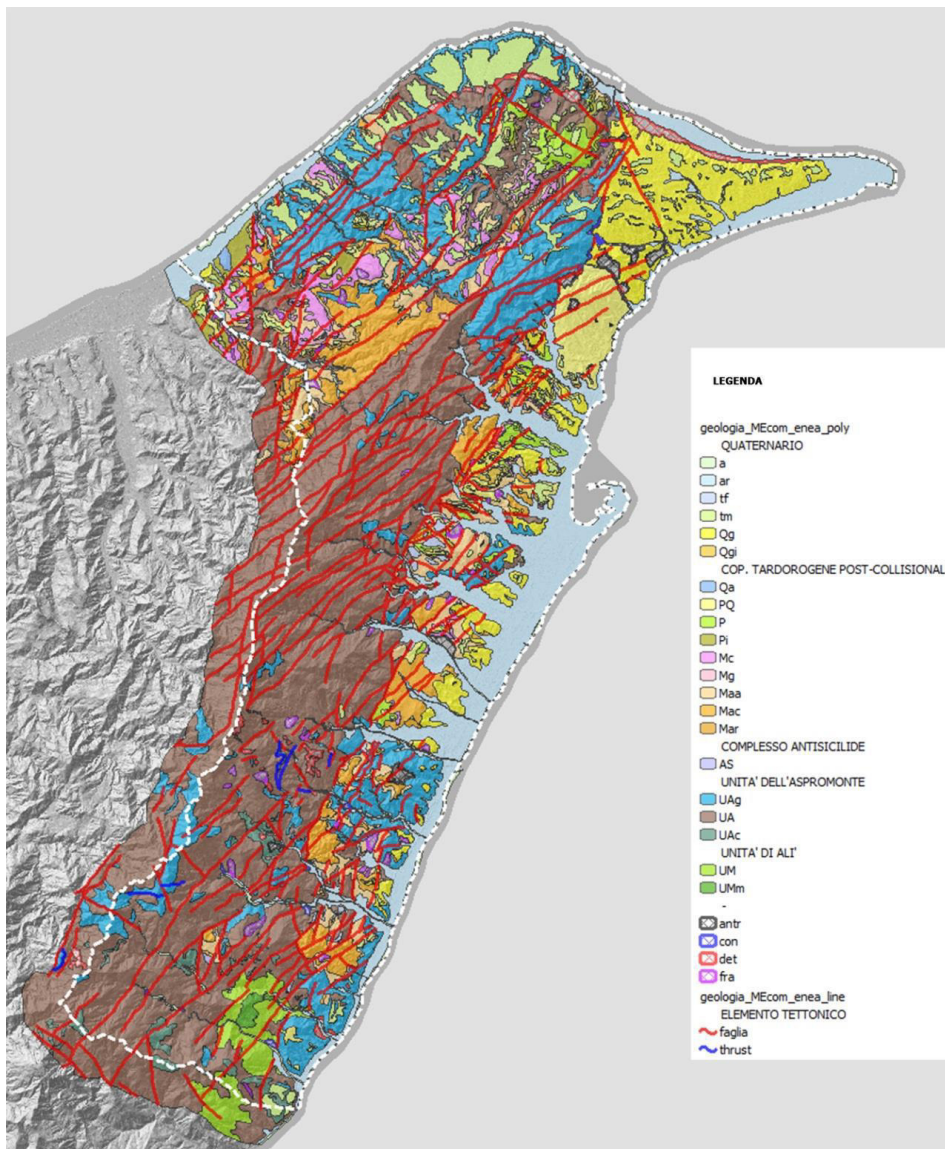 LEGENDA
geologia_MEcom_enea_poly
QUATERNARIO
a
ar
tf
tm
Qg
Qgi
COP. TARDOROGENE POST-COLLISIONAL
Qa
PQ
P
Pi
Mc
Mg
Maa
Mac
Mar
COMPLESSO ANTISICILIDE
AS
UNITA' DELL'ASPROMONTE
UAg
UA
UAc
UNITA' DI ALI'
UM
UMm
-
antr
con
det
fra
geologia_MEcom_enea_line
ELEMENTO TETTONICO
faglia
thrust